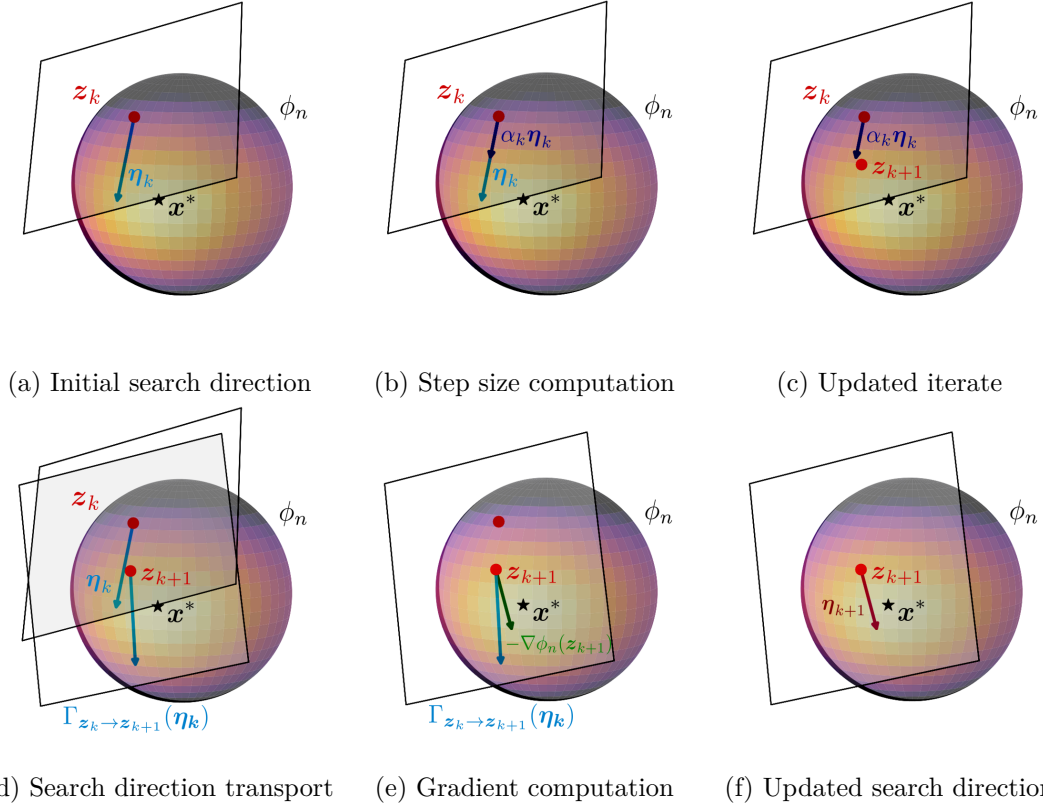 z_k
ϕ_n
η_k
x*
(a) Initial search direction
z_k
ϕ_n
α_k η_k
η_k
x*
(b) Step size computation
z_k
ϕ_n
α_k η_k
z_{k+1}
x*
(c) Updated iterate
z_k
ϕ_n
η_k
z_{k+1}
x*
Γ_{z_k→z_{k+1}}(η_k)
d) Search direction transport
ϕ_n
z_{k+1}
x*
−∇ϕ_n(z_{k+1})
Γ_{z_k→z_{k+1}}(η_k)
(e) Gradient computation
ϕ_n
z_{k+1}
η_{k+1}
x*
(f) Updated search direction